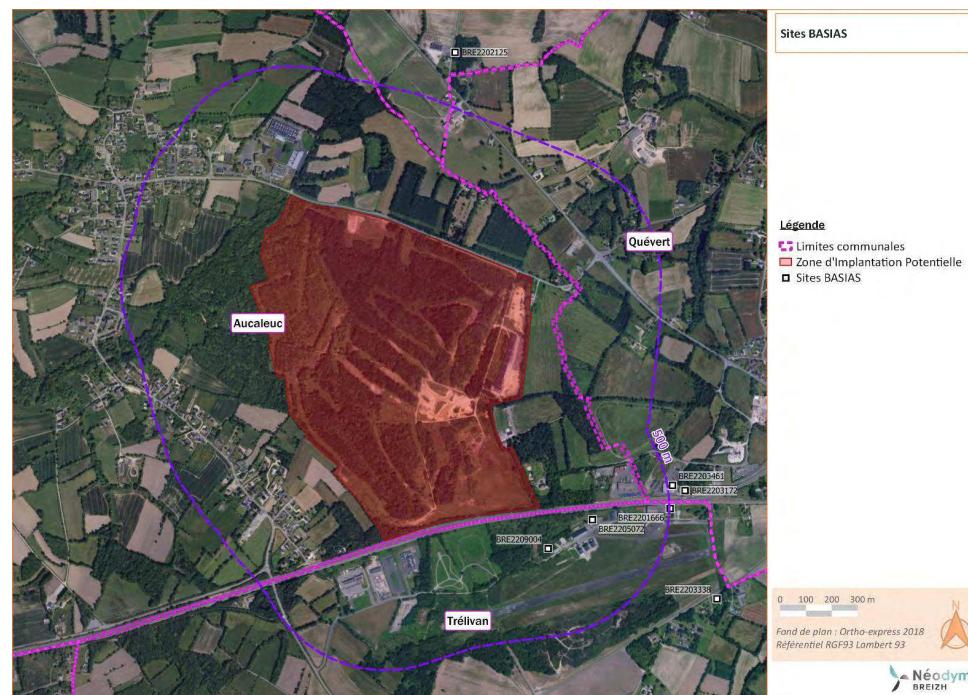 Sites BASIAS
BRE2202125
Quévert
Légende
Limites communales
Zone d'Implantation Potentielle
Sites BASIAS
Aucaleuc
500 m
BRE2203461
BRE2203172
BRE2201666
BRE2205072
BRE2209004
BRE2203338
Trélivan
0 100 200 300 m
N
Fond de plan : Ortho-express 2018
Référentiel RGF93 Lambert 93
Néodym
BREIZH